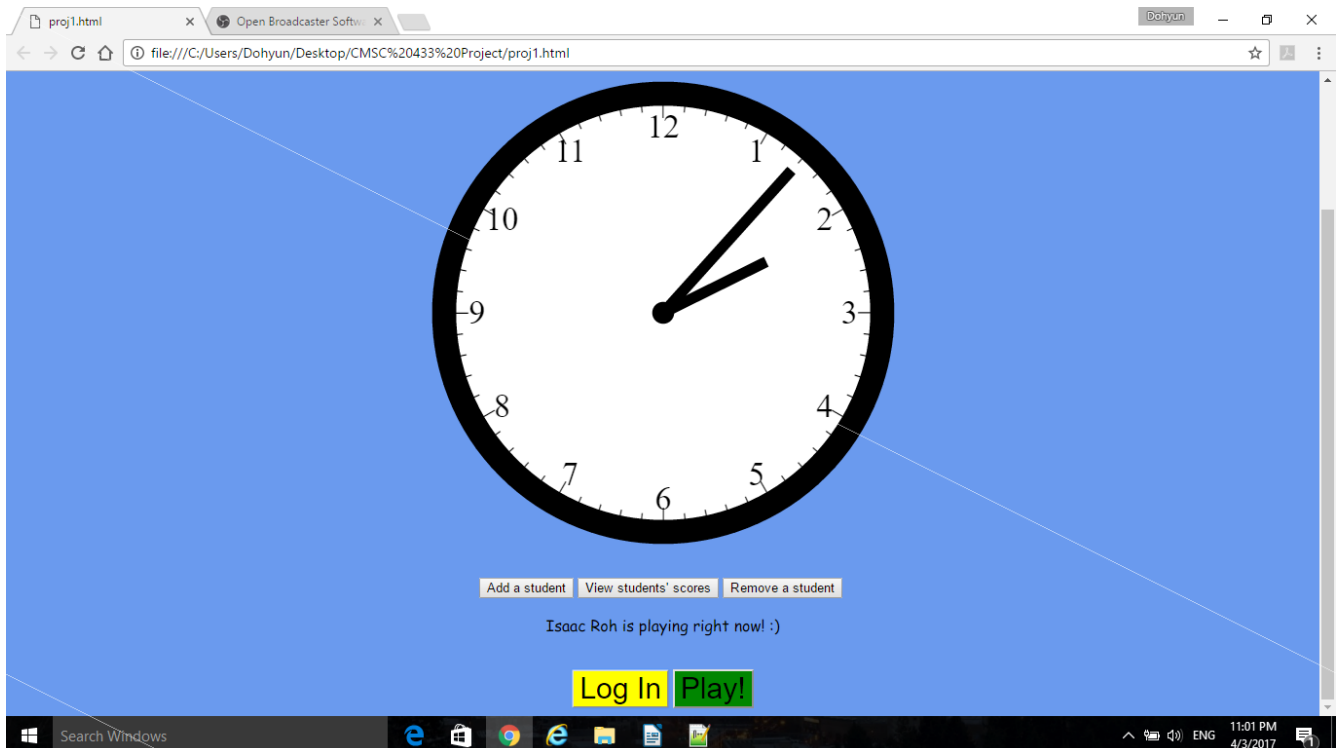 proj1.html
Open Broadcaster Softwa
Dohyun
file:///C:/Users/Dohyun/Desktop/CMSC%20433%20Project/proj1.html
12
11
1
10
2
9
3
8
4
7
5
6
Add a student View students' scores Remove a student
Isaac Roh is playing right now! :)
Log In Play!
Search Windows
ENG
11:01 PM
4/3/2017